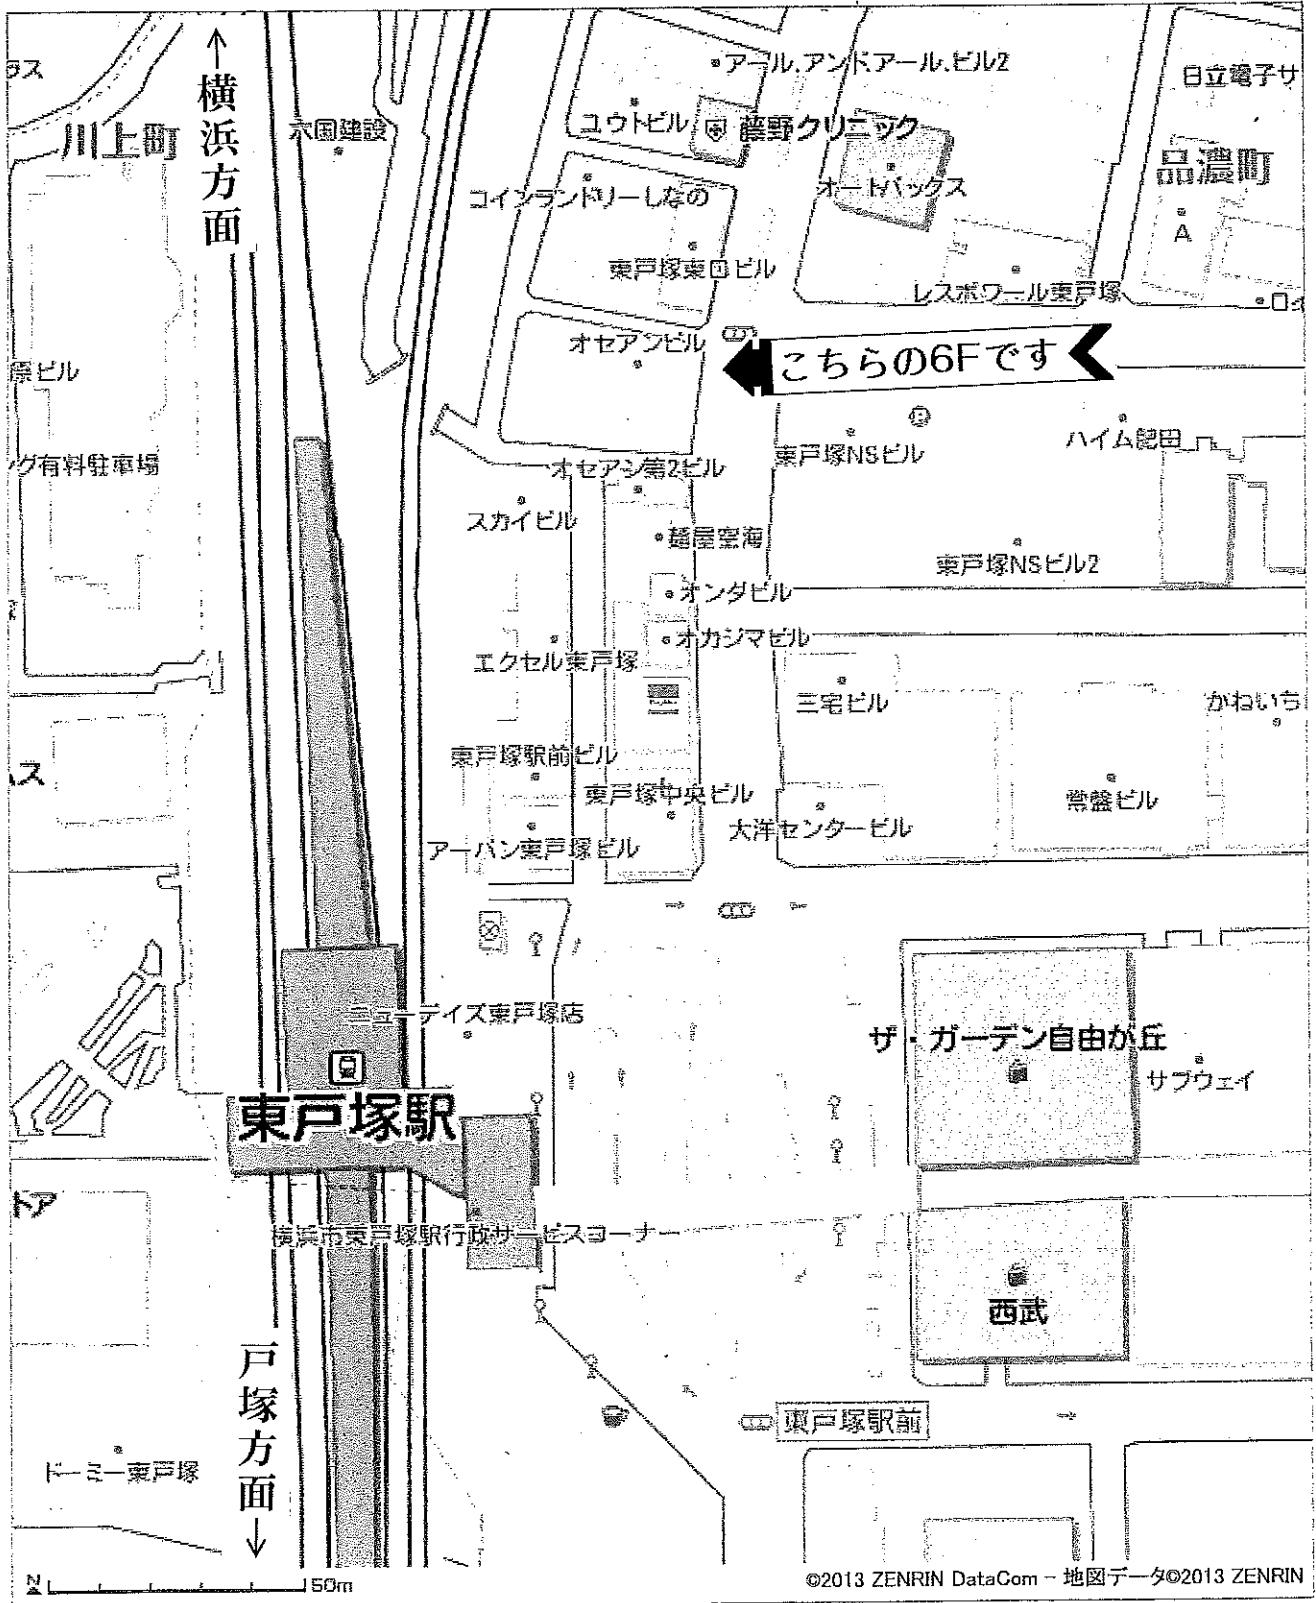 ↑横浜方面
川上町
六国建設
アール.アンド.アール.ビル2
日立電子サ
ユウトビル
藤野クリニック
品濃町
コインランドリーしなの
オートバックス
A
東戸塚東口ビル
レスポワール東戸塚
オセアンビル
こちらの6Fです
原ビル
ハイム肥田
東戸塚NSビル
グ有料駐車場
オセアン第2ビル
スカイビル
麺屋空海
東戸塚NSビル2
オンダビル
オカジマビル
エクセル東戸塚
三宅ビル
かねいち
東戸塚駅前ビル
東戸塚中央ビル
常盤ビル
大洋センタービル
アーバン東戸塚ビル
ニューデイズ東戸塚店
ザ・ガーデン自由が丘
サブウェイ
東戸塚駅
トア
横浜市東戸塚駅行政サービスコーナー
西武
戸塚方面↓
東戸塚駅前
ドーミー東戸塚
N
50m
©2013 ZENRIN DataCom - 地図データ©2013 ZENRIN